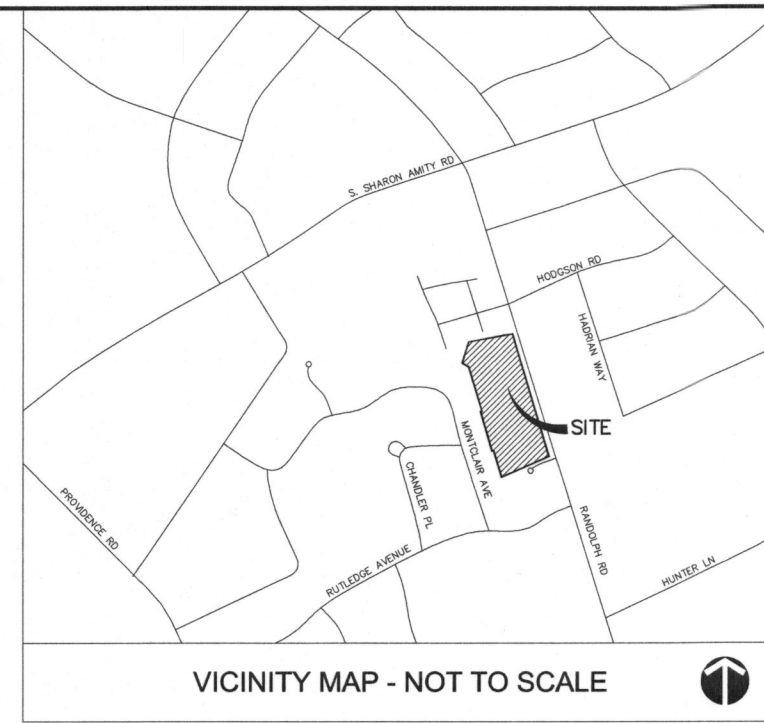 S. SHARON AMITY RD
HODGSON RD
HADRIAN WAY
SITE
MONTCLAIR AVE
CHANDLER PL
PROVIDENCE RD
RANDOLPH RD
RUTLEDGE AVENUE
HUNTER LN
VICINITY MAP - NOT TO SCALE